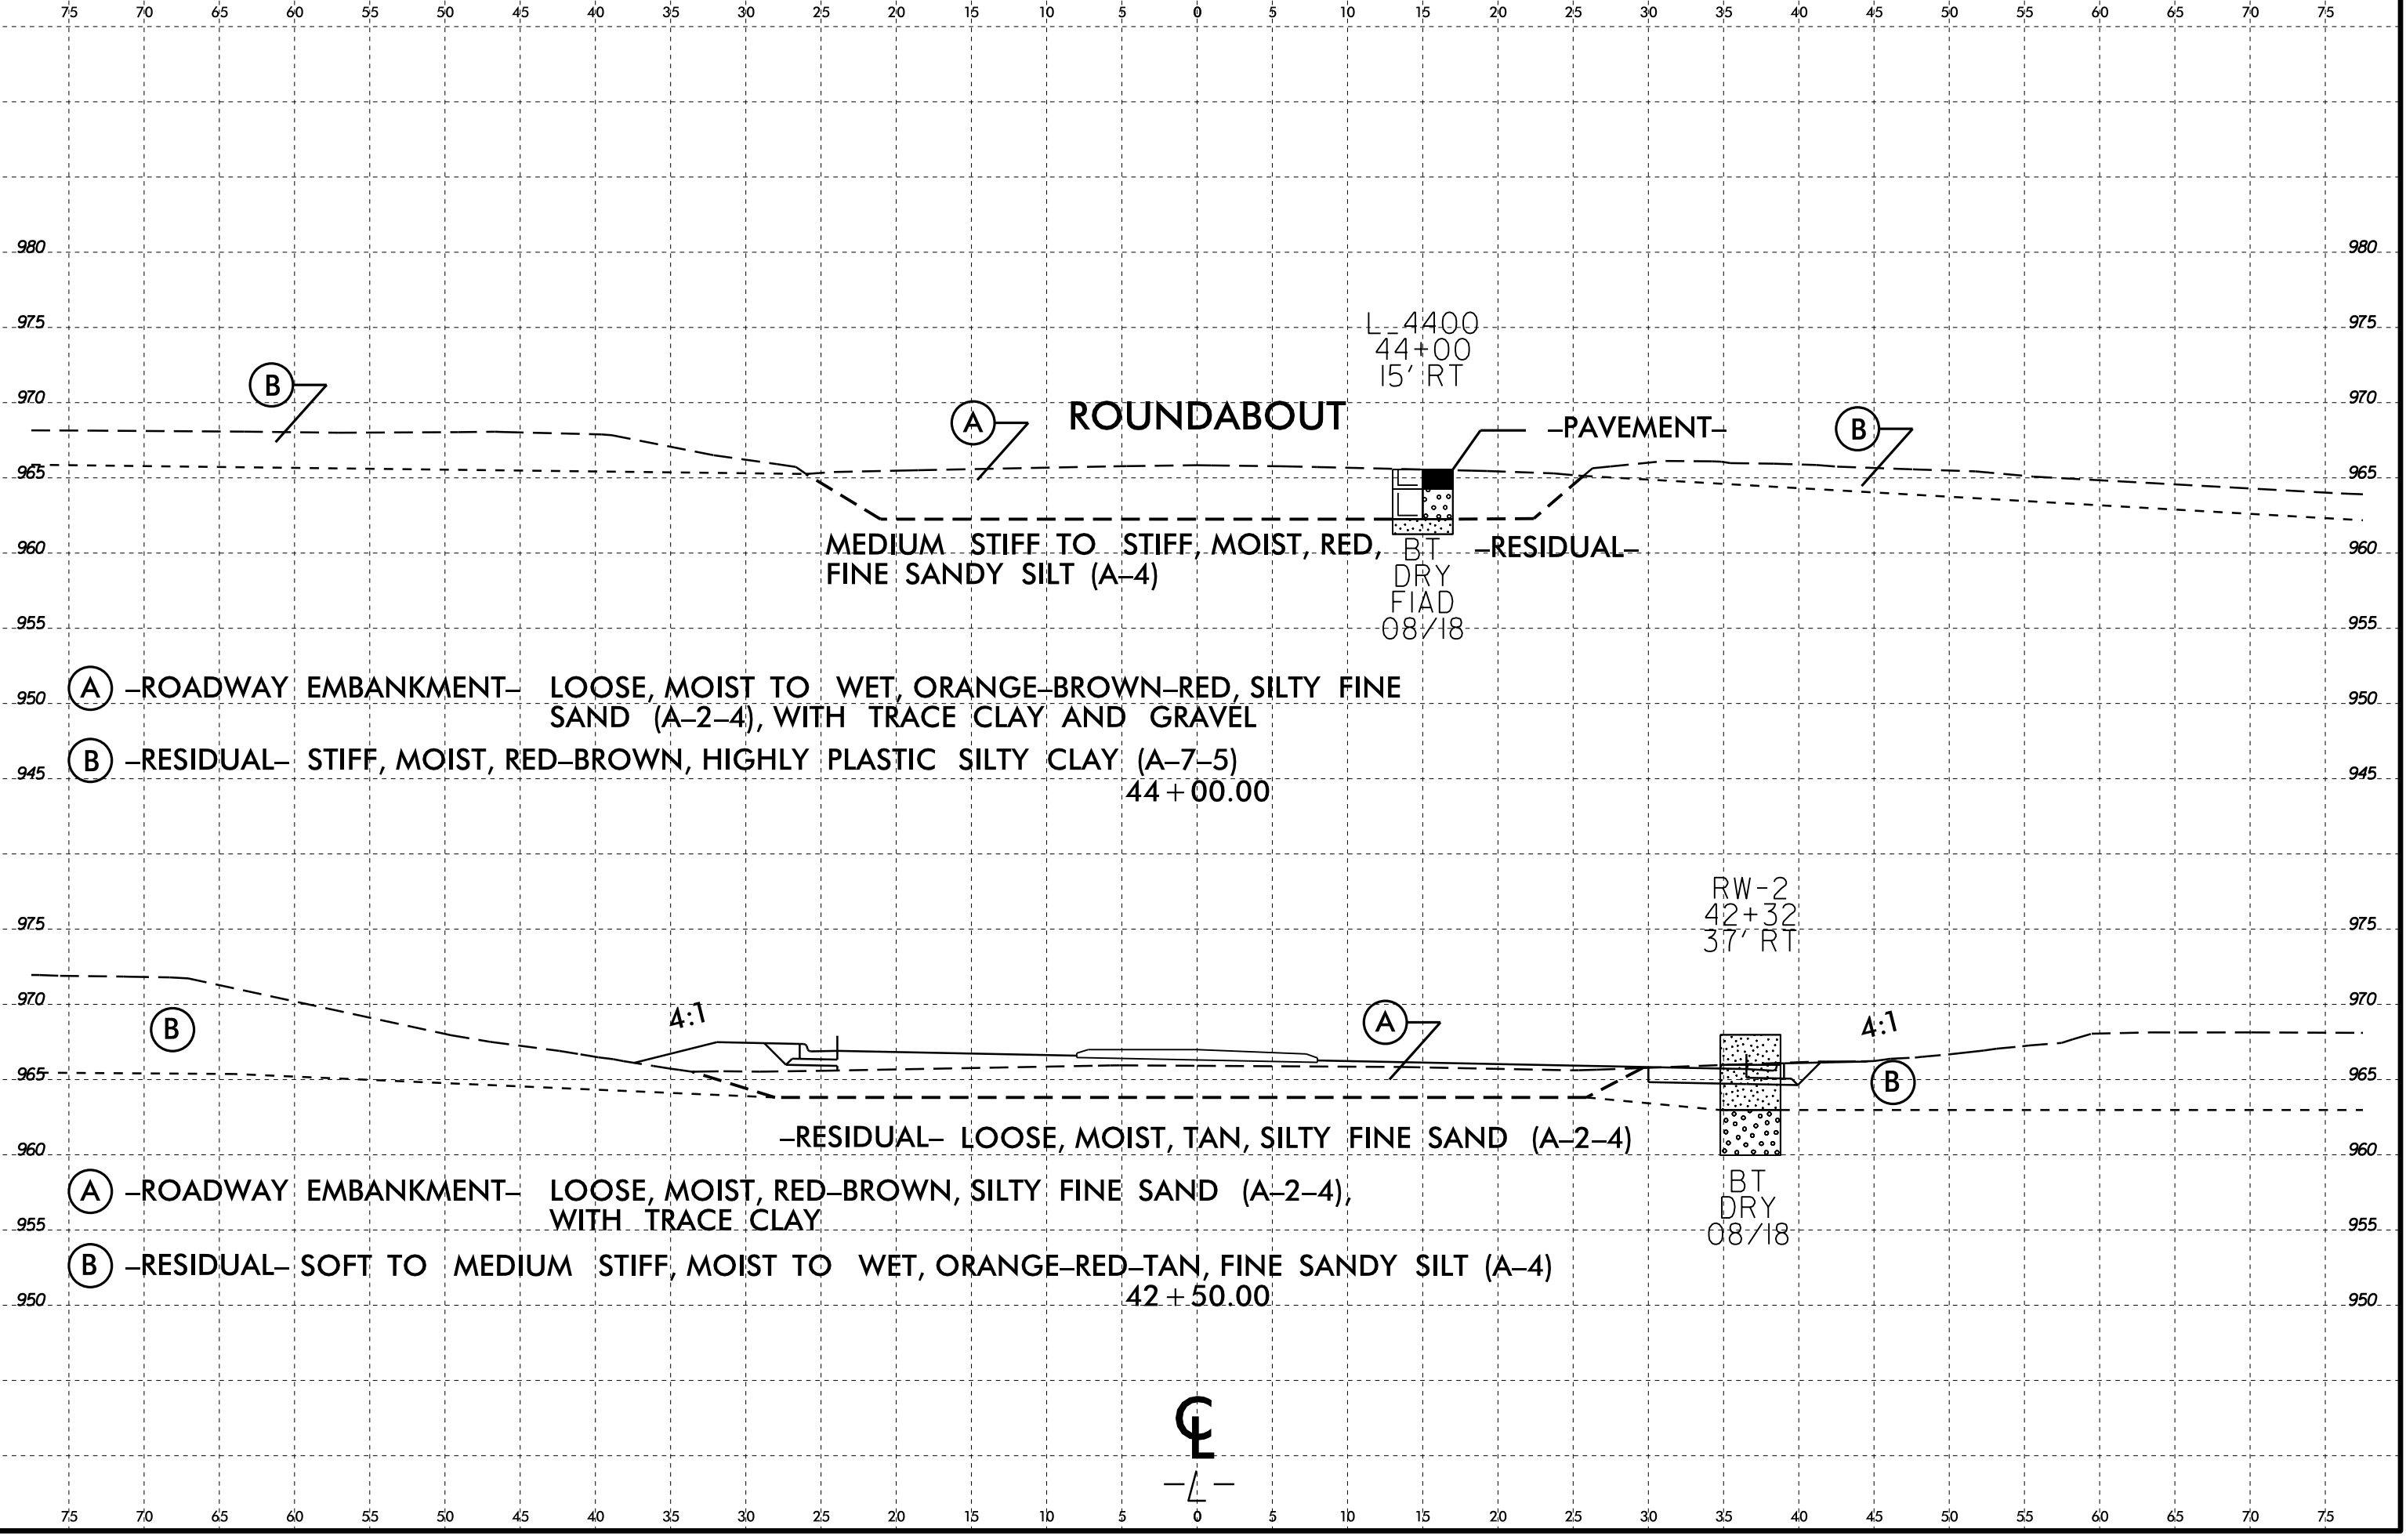 75 70 65 60 55 50 45 40 35 30 25 20 15 10 5 0 5 10 15 20 25 30 35 40 45 50 55 60 65 70 75
980 980
975 975
L_4400
44+00
15' RT
970 970
B
A
ROUNDABOUT
–PAVEMENT–
B
965 965
MEDIUM STIFF TO STIFF, MOIST, RED,
FINE SANDY SILT (A–4)
–RESIDUAL–
960 960
BT
DRY
FIAD
08/18
955 955
A –ROADWAY EMBANKMENT– LOOSE, MOIST TO WET, ORANGE–BROWN–RED, SILTY FINE
SAND (A–2–4), WITH TRACE CLAY AND GRAVEL
950 950
B –RESIDUAL– STIFF, MOIST, RED–BROWN, HIGHLY PLASTIC SILTY CLAY (A–7–5)
945 945
44+00.00
RW-2
42+32
37' RT
975 975
970 970
B
4:1
A
4:1
B
965 965
–RESIDUAL– LOOSE, MOIST, TAN, SILTY FINE SAND (A–2–4)
960 960
A –ROADWAY EMBANKMENT– LOOSE, MOIST, RED–BROWN, SILTY FINE SAND (A–2–4),
WITH TRACE CLAY
BT
DRY
08/18
955 955
B –RESIDUAL– SOFT TO MEDIUM STIFF, MOIST TO WET, ORANGE–RED–TAN, FINE SANDY SILT (A–4)
42+50.00
950 950
CL
–L–
75 70 65 60 55 50 45 40 35 30 25 20 15 10 5 0 5 10 15 20 25 30 35 40 45 50 55 60 65 70 75